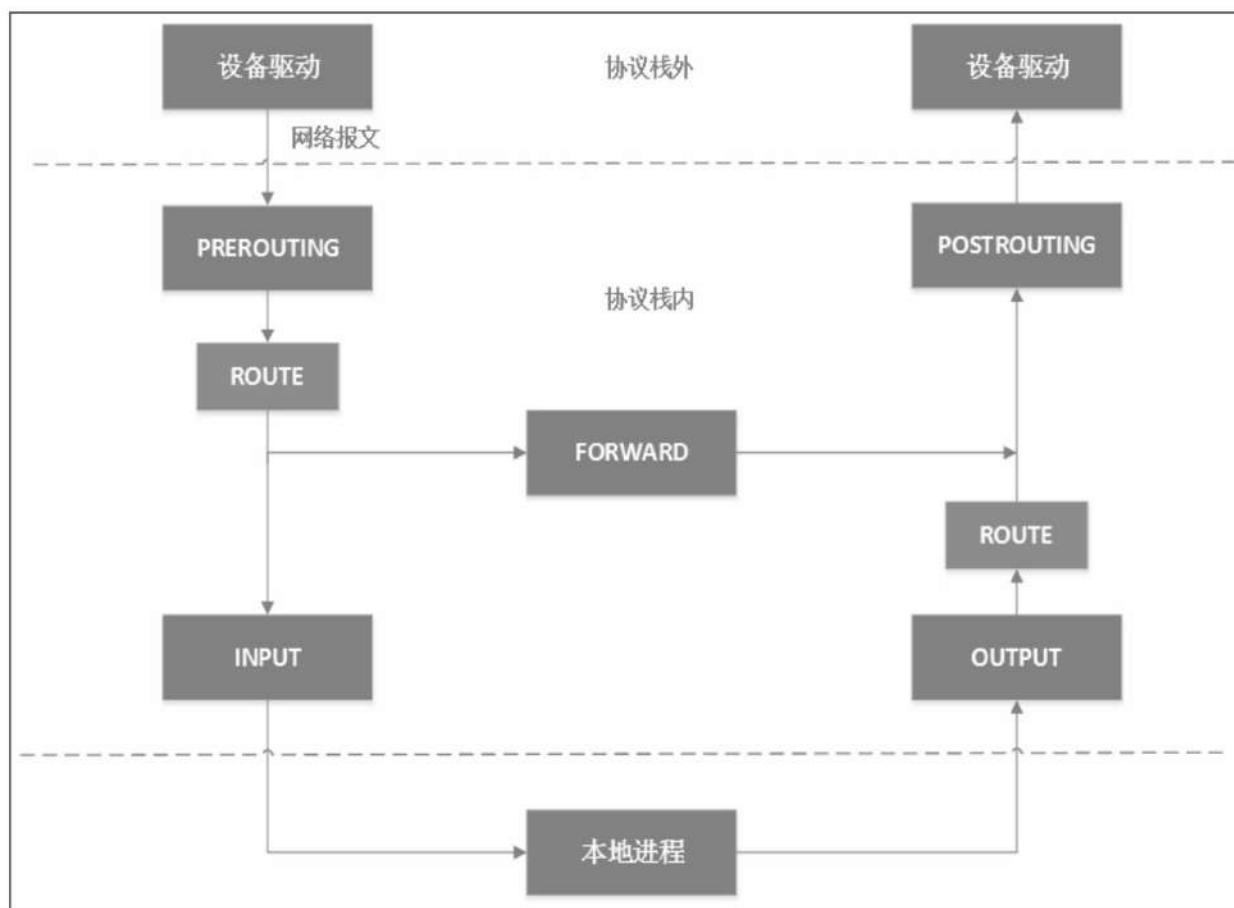 设备驱动
协议栈外
设备驱动
网络报文
PREROUTING
POSTROUTING
协议栈内
ROUTE
FORWARD
ROUTE
INPUT
OUTPUT
本地进程